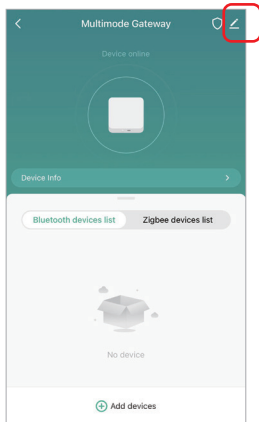 Multimode Gateway
Device online
Device Info
Bluetooth devices list Zigbee devices list
No device
Add devices